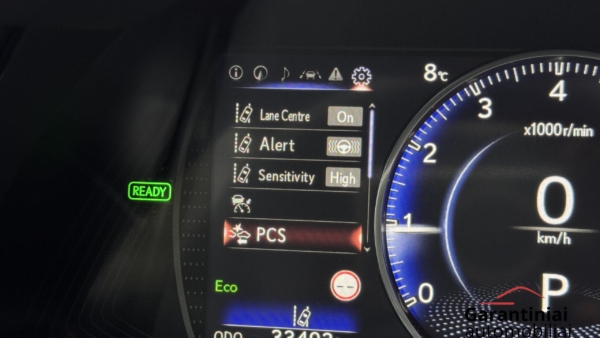 8°C
Lane Centre On
Alert
Sensitivity High
PCS
READY
Eco
--
4
3
2
1
0
x1000r/min
0
km/h
P
ODO
Garantiniai
automobiliai